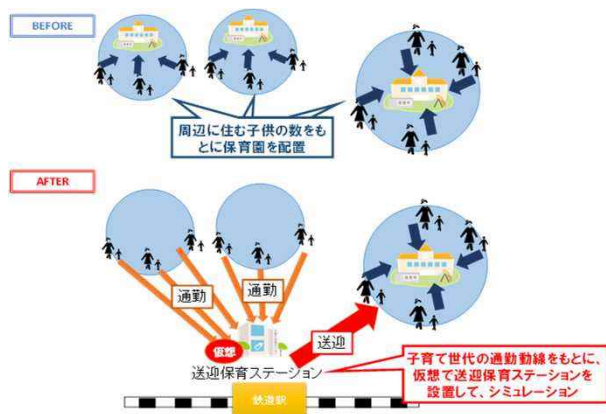 BEFORE
周辺に住む子供の数をも
とに保育園を配置
AFTER
通勤
通勤
仮想
送迎
送迎保育ステーション
鉄道駅
子育て世代の通勤動線をもとに、
仮想で送迎保育ステーションを
設置して、シミュレーション